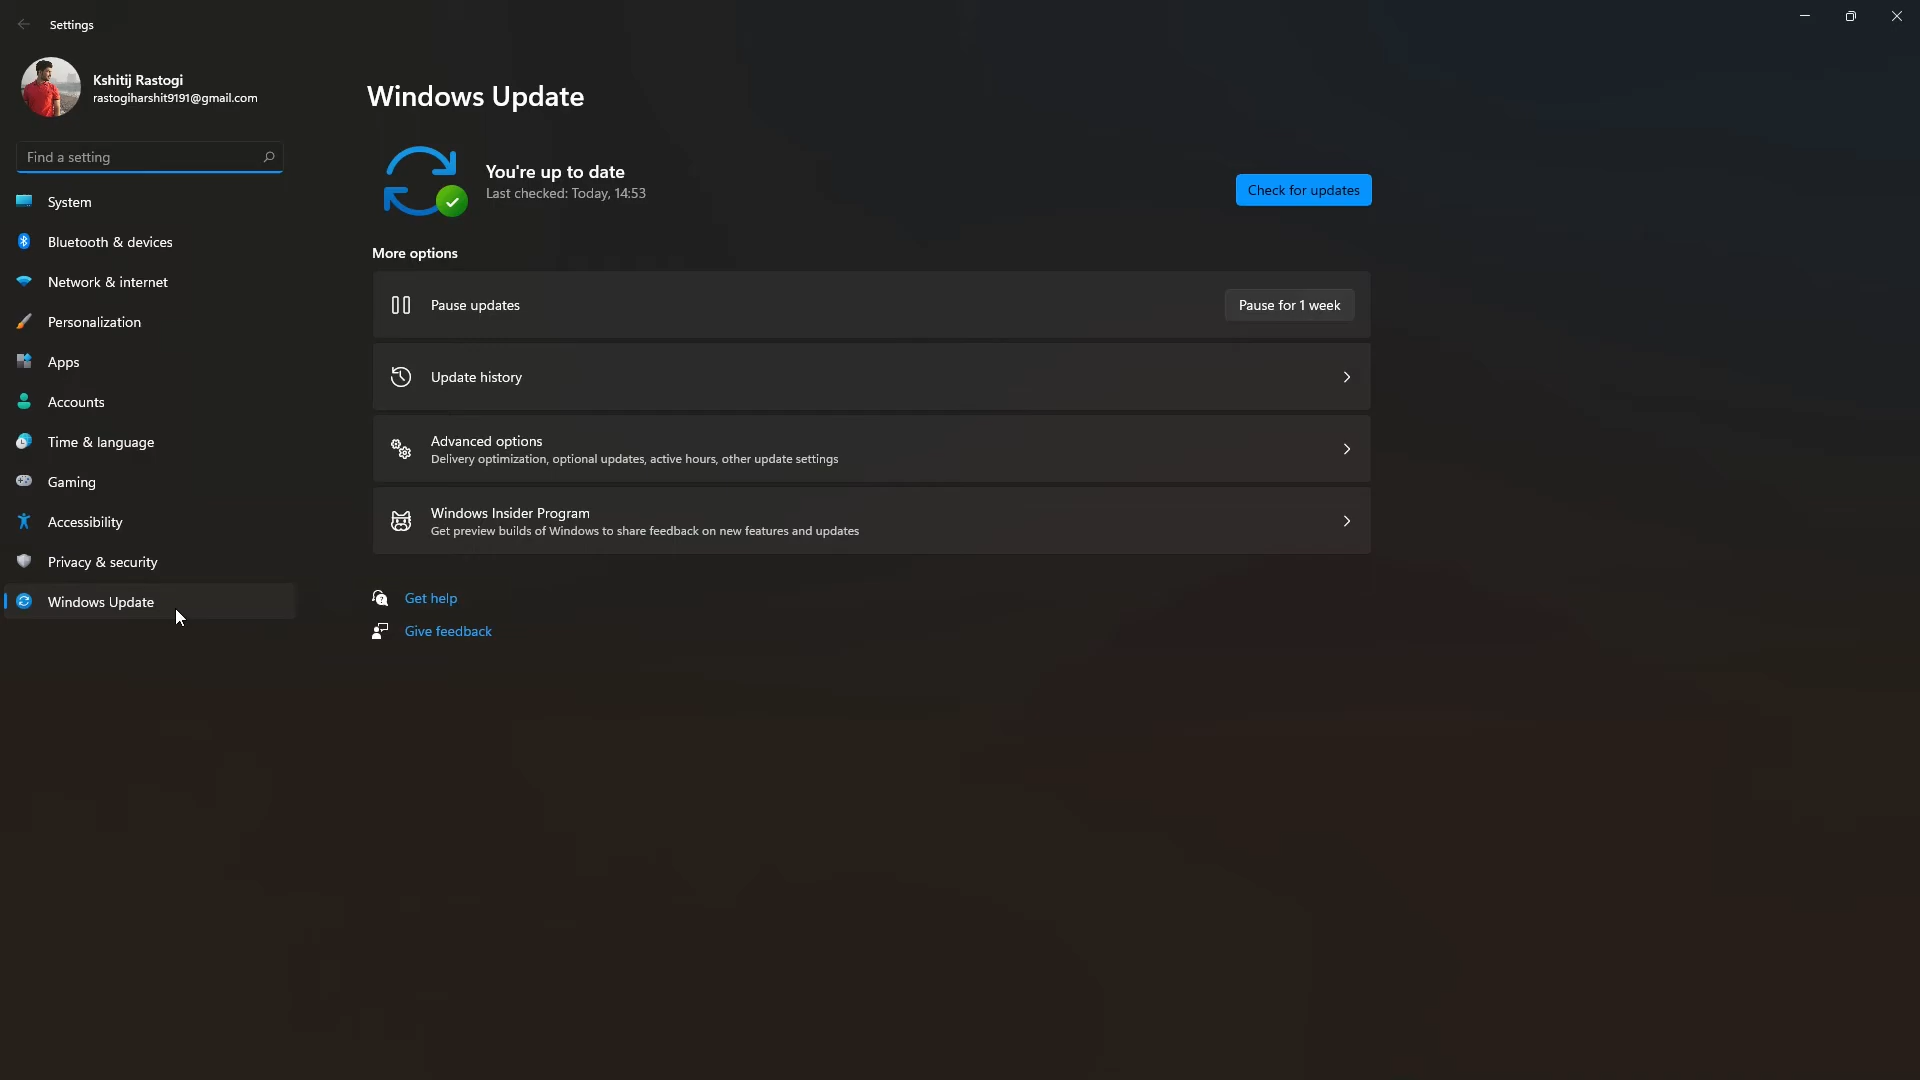 Settings
Kshitij Rastogi
rastogiharshit9191@gmail.com
Find a setting
System
Bluetooth & devices
Network & internet
Personalization
Apps
Accounts
Time & language
Gaming
Accessibility
Privacy & security
Windows Update
Windows Update
You're up to date
Last checked: Today, 14:53
Check for updates
More options
Pause updates
Pause for 1 week
Update history
Advanced options
Delivery optimization, optional updates, active hours, other update settings
Windows Insider Program
Get preview builds of Windows to share feedback on new features and updates
Get help
Give feedback